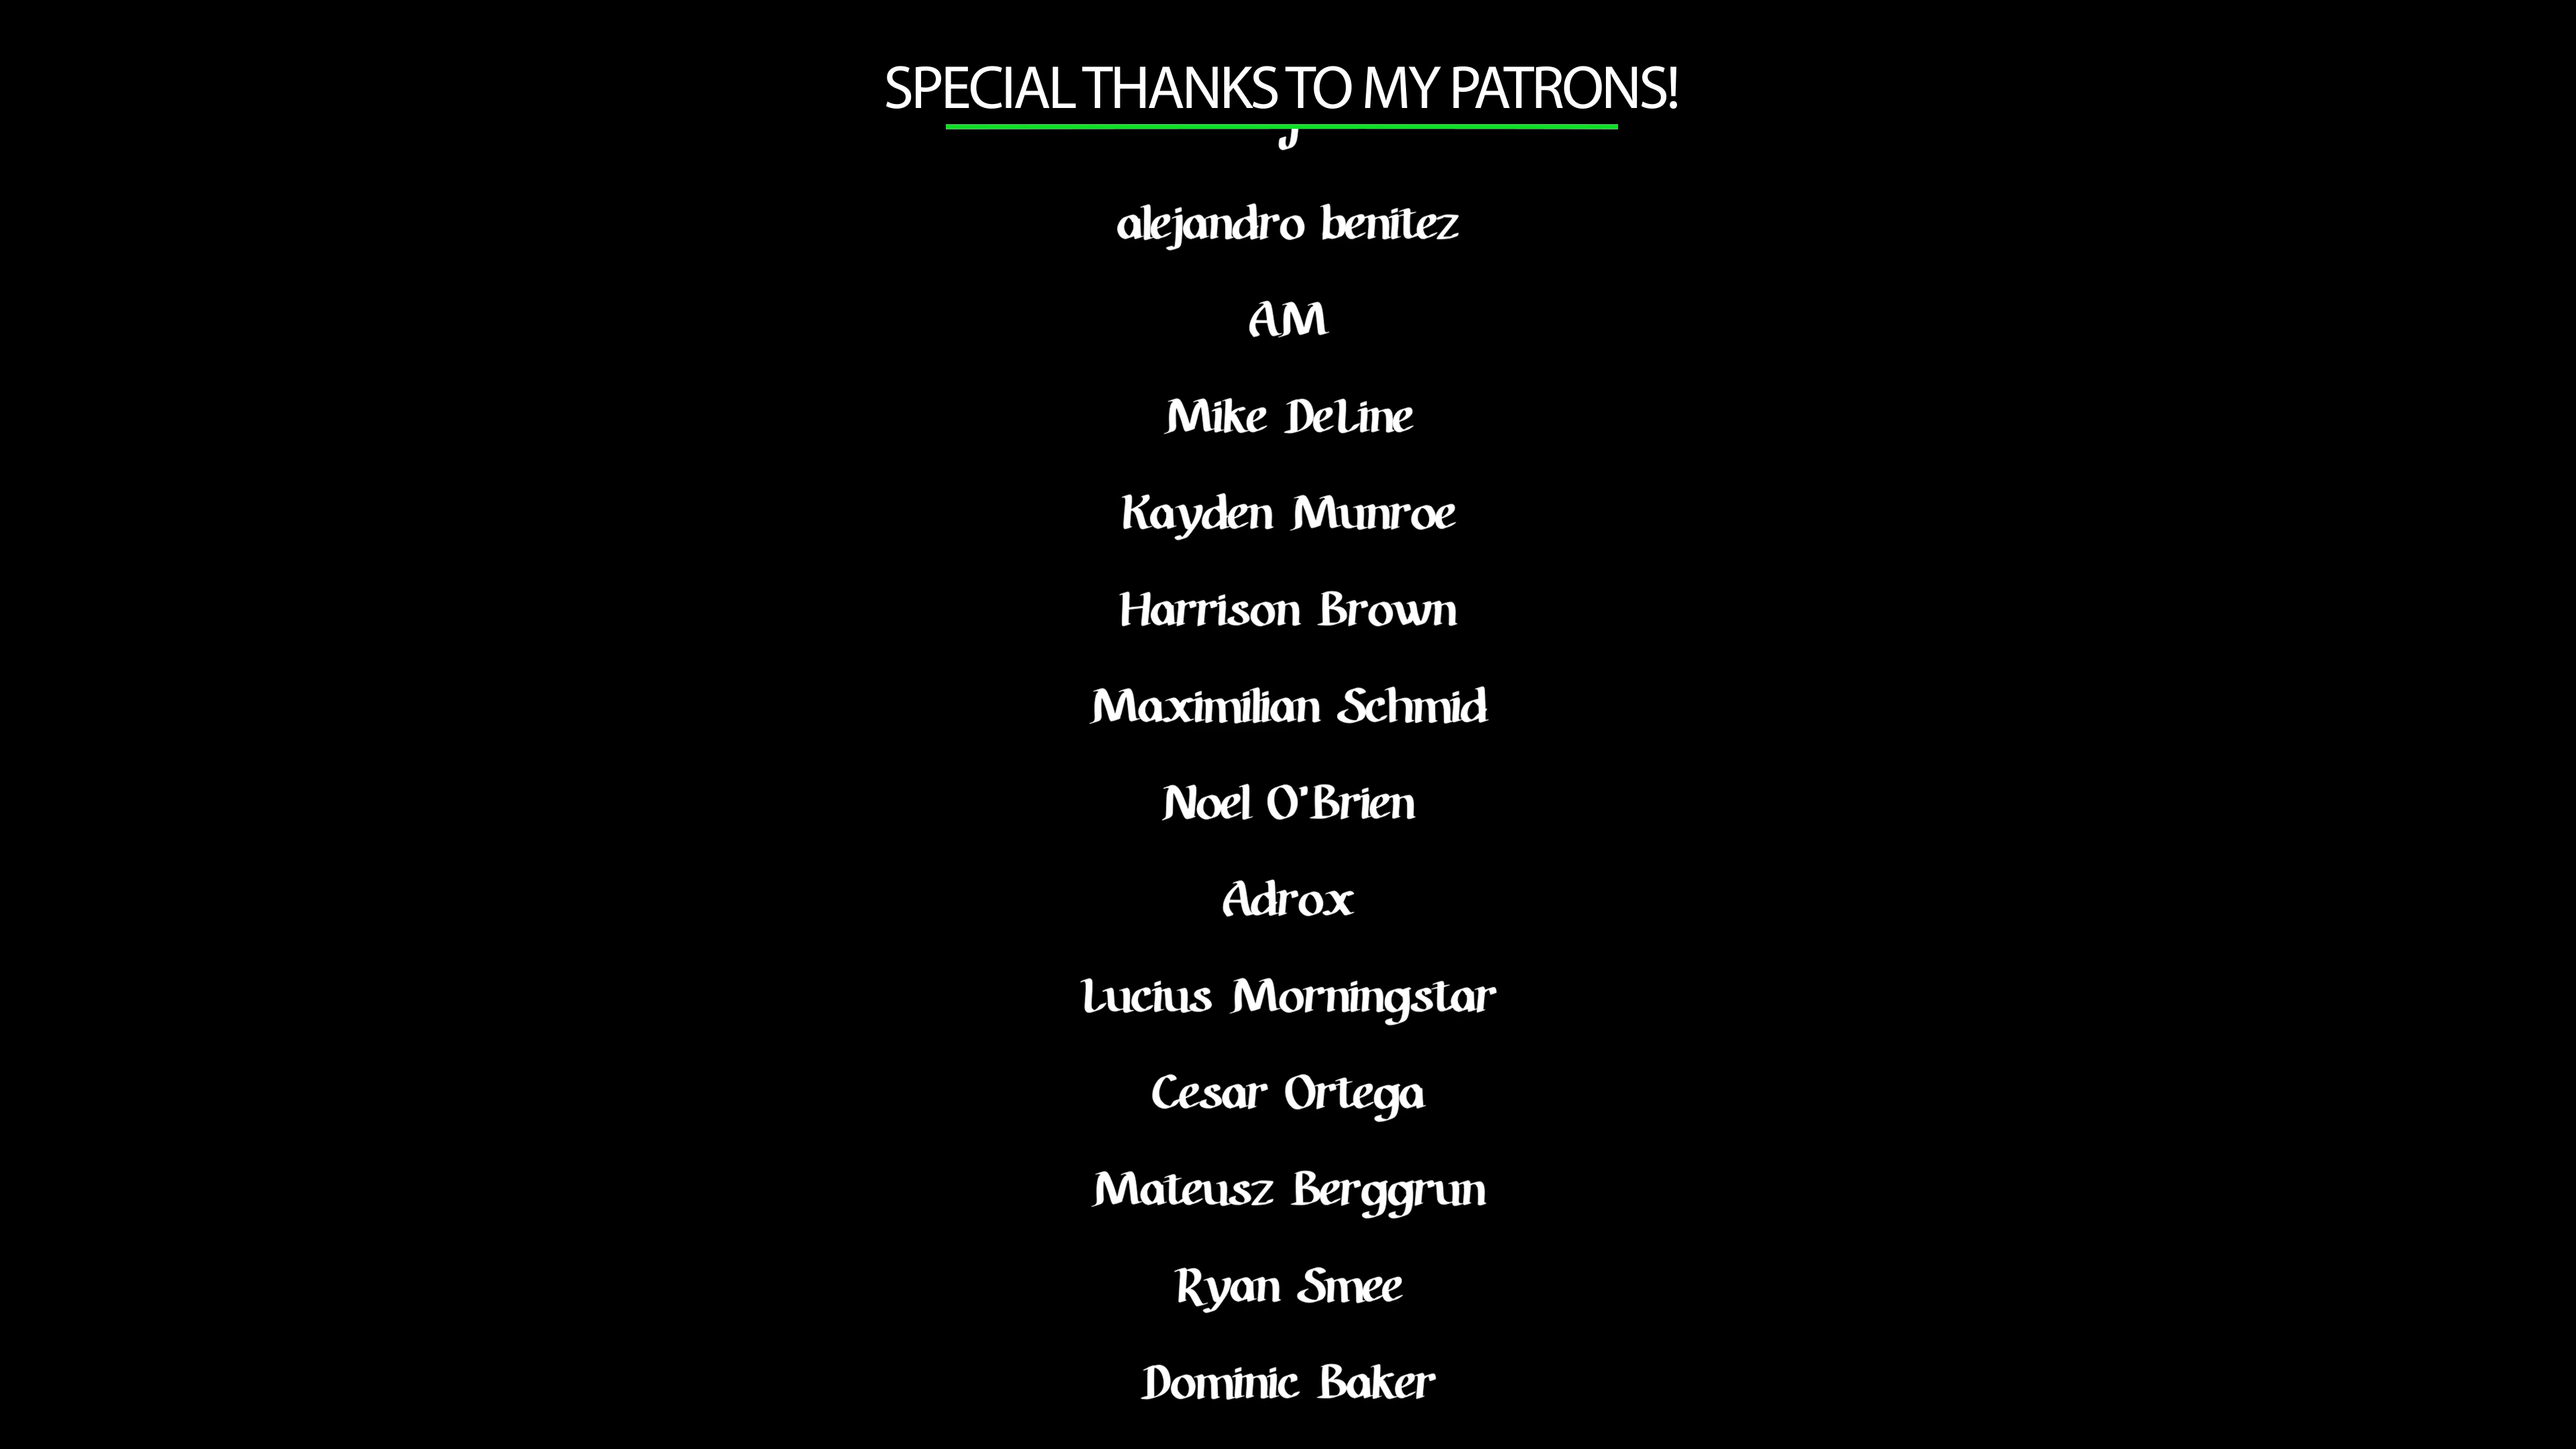 SPECIAL THANKS TO MY PATRONS!
alejandro benitez
AM
Mike DeLine
Kayden Munroe
Harrison Brown
Maximilian Schmid
Noel O'Brien
Adrox
Lucius Morningstar
Cesar Ortega
Mateusz Berggrun
Ryan Smee
Dominic Baker